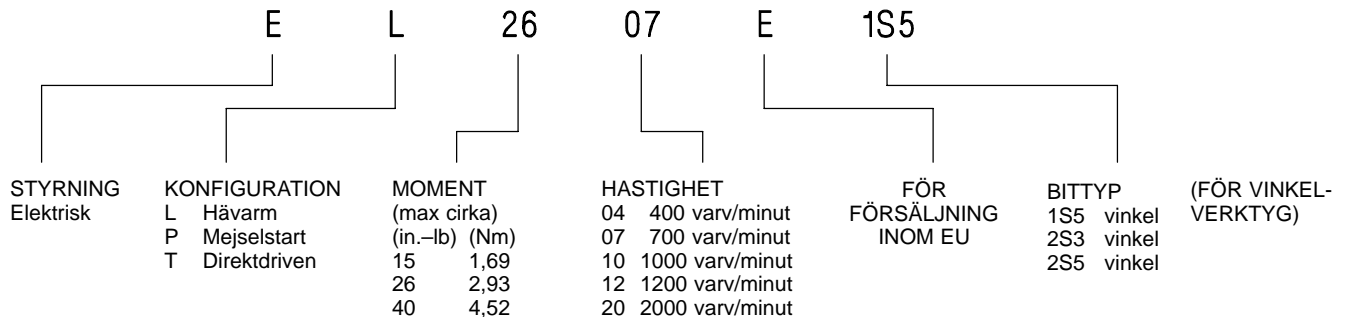 E L 26 07 E 1S5
STYRNING
Elektrisk
KONFIGURATION
L Hävarm
P Mejselstart
T Direktdriven
MOMENT
(max cirka)
(in.–lb) (Nm)
15 1,69
26 2,93
40 4,52
HASTIGHET
04 400 varv/minut
07 700 varv/minut
10 1000 varv/minut
12 1200 varv/minut
20 2000 varv/minut
FÖR
FÖRSÄLJNING
INOM EU
BITTYP
1S5 vinkel
2S3 vinkel
2S5 vinkel
(FÖR VINKEL-
VERKTYG)